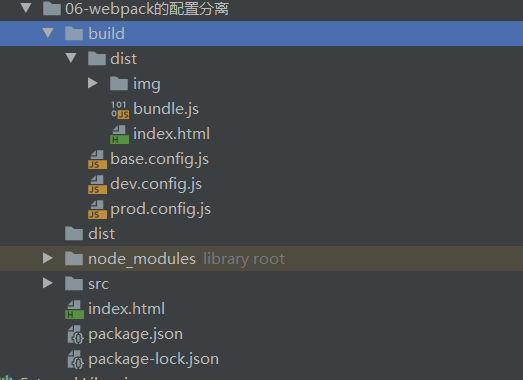 06-webpack的配置分离
build
dist
img
bundle.js
index.html
base.config.js
dev.config.js
prod.config.js
dist
node_modules library root
src
index.html
package.json
package-lock.json